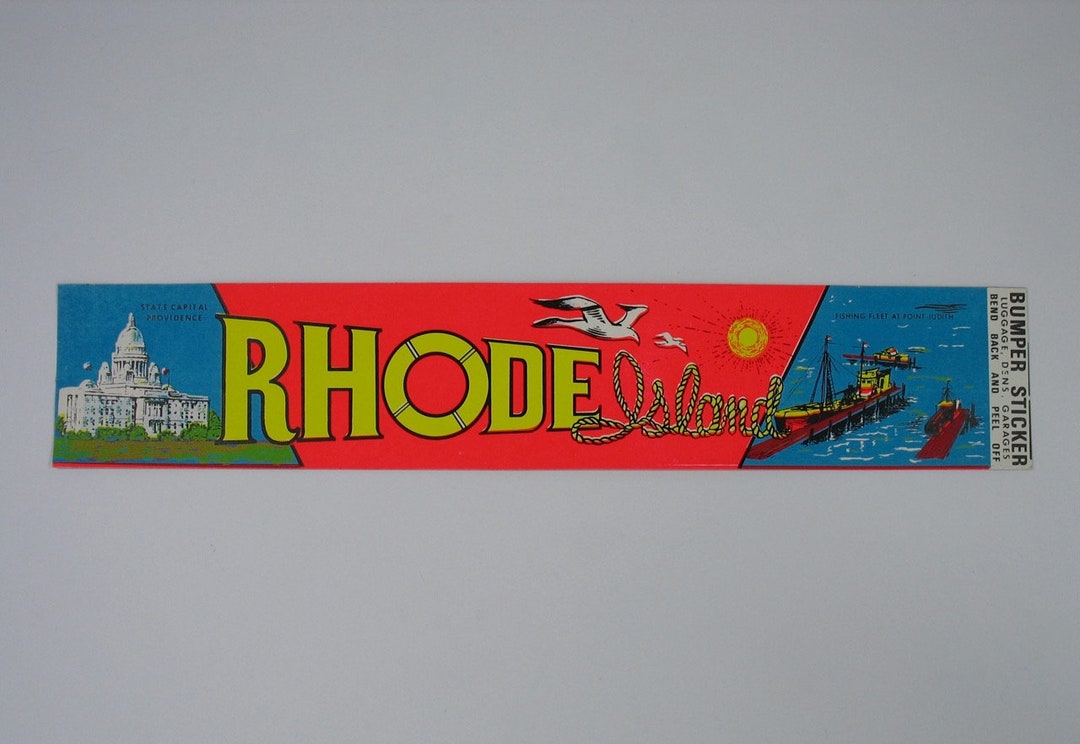 STATE CAPITAL
PROVIDENCE
RHODE Island
FISHING FLEET AT POINT JUDITH
BUMPER STICKER
LUGGAGE, DENS, GARAGES
BEND BACK AND PEEL OFF